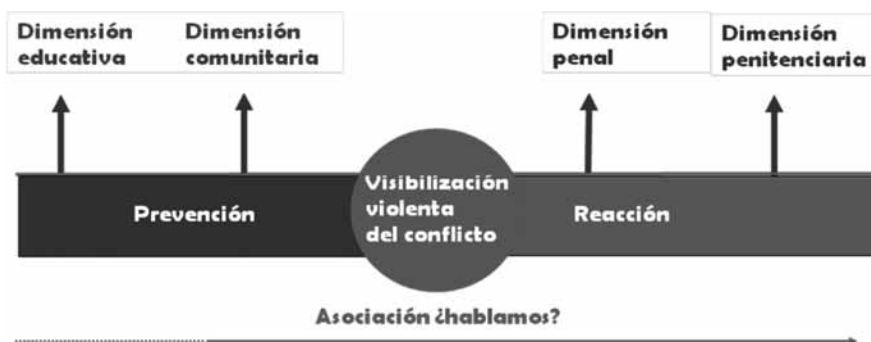 Dimensión
educativa
Dimensión
comunitaria
Dimensión
penal
Dimensión
penitenciaria
Prevención
Visibilización
violenta
del conflicto
Reacción
Asociación ¿hablamos?